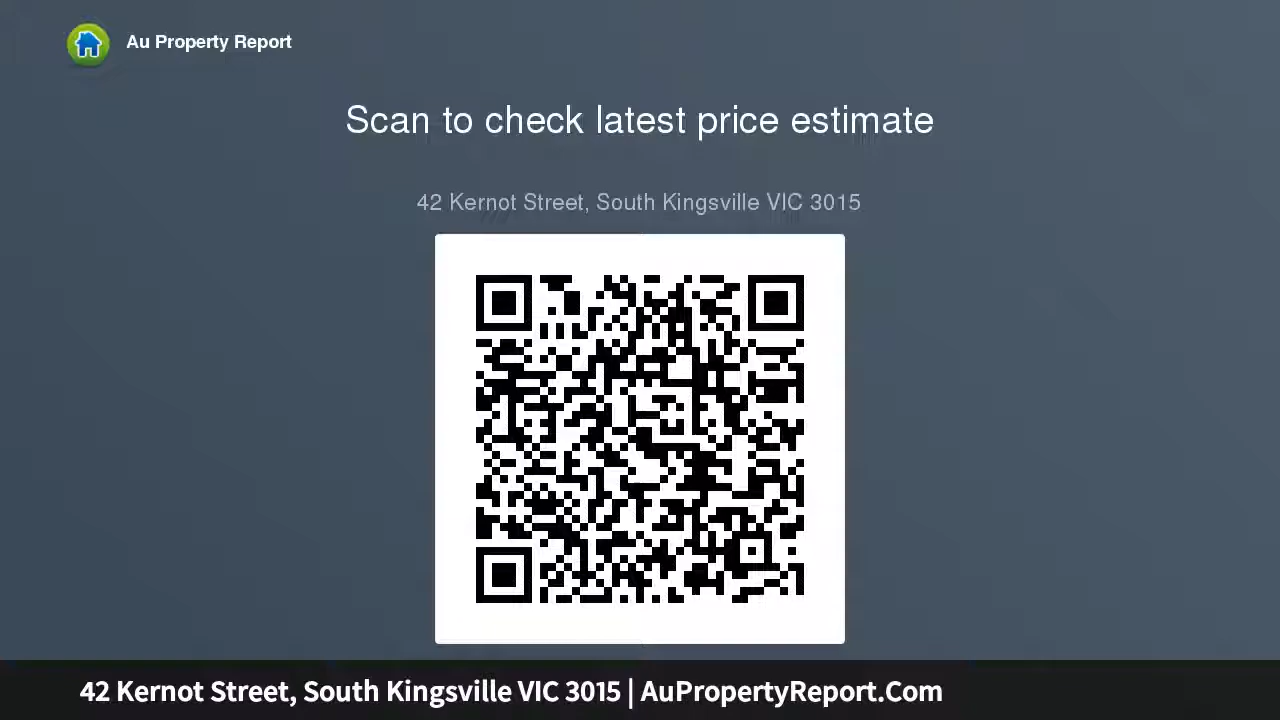 Au Property Report
Scan to check latest price estimate
42 Kernot Street, South Kingsville VIC 3015
42 Kernot Street, South Kingsville VIC 3015 | AuPropertyReport.Com